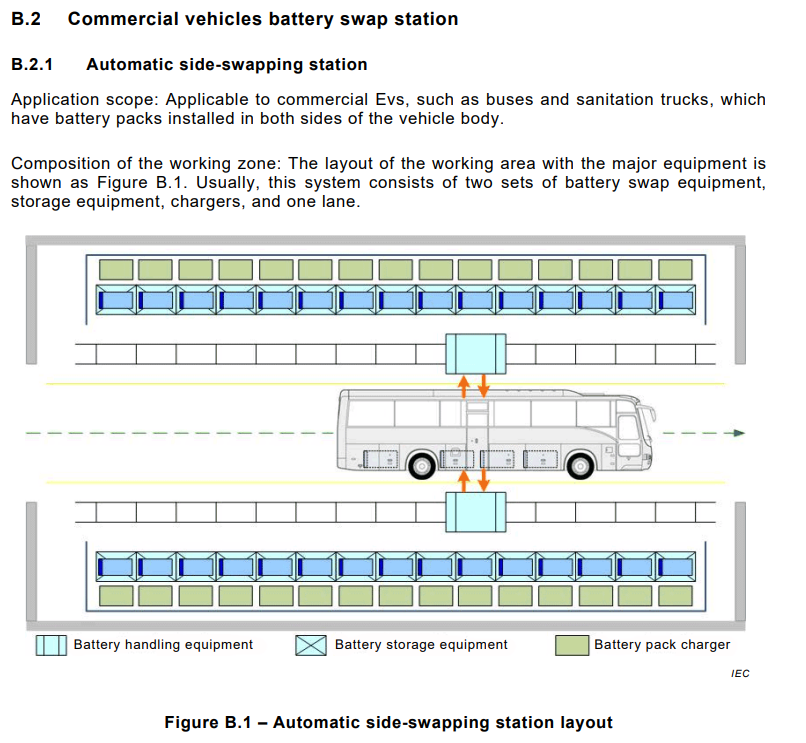 B.2 Commercial vehicles battery swap station
B.2.1 Automatic side-swapping station
Application scope: Applicable to commercial Evs, such as buses and sanitation trucks, which
have battery packs installed in both sides of the vehicle body.
Composition of the working zone: The layout of the working area with the major equipment is
shown as Figure B.1. Usually, this system consists of two sets of battery swap equipment,
storage equipment, chargers, and one lane.
Battery handling equipment
Battery storage equipment
Battery pack charger
IEC
Figure B.1 – Automatic side-swapping station layout